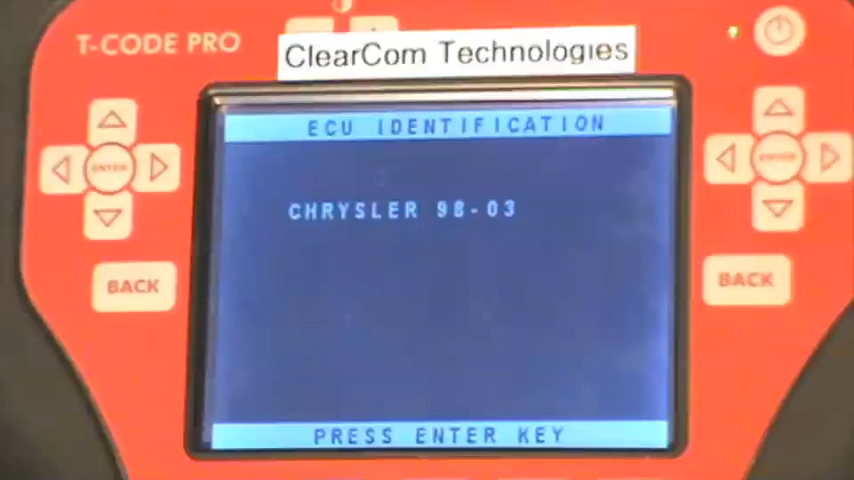 T-CODE PRO
ClearCom Technologies
ECU IDENTIFICATION
CHRYSLER 98-03
PRESS ENTER KEY
ENTER
BACK
ENTER
BACK